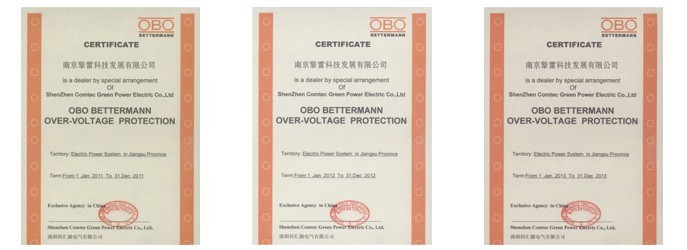 OBO
BETTERMANN
CERTIFICATE
南京擎雷科技发展有限公司
is a dealer by special arrangement
Of
ShenZhen Comtec Green Power Electric Co.,Ltd
OBO BETTERMANN
OVER-VOLTAGE PROTECTION
Territory: Electric Power System in Jiangsu Province
Term:From 1 Jan, 2011 To 31.Dec, 2011
Exclusive Agency in China
Shenzhen Comtec Green Power Electric Co., Ltd.
OBO
BETTERMANN
CERTIFICATE
南京擎雷科技发展有限公司
is a dealer by special arrangement
Of
ShenZhen Comtec Green Power Electric Co.,Ltd
OBO BETTERMANN
OVER-VOLTAGE PROTECTION
Territory: Electric Power System in Jiangsu Province
Term:From 1 Jan, 2012 To 31.Dec, 2012
Exclusive Agency in China
Shenzhen Comtec Green Power Electric Co., Ltd.
OBO
BETTERMANN
CERTIFICATE
南京擎雷科技发展有限公司
is a dealer by special arrangement
Of
ShenZhen Comtec Green Power Electric Co.,Ltd
OBO BETTERMANN
OVER-VOLTAGE PROTECTION
Territory: Electric Power System in Jiangsu Province
Term:From 1 Jan, 2013 To 31.Dec, 2013
Exclusive Agency in China
Shenzhen Comtec Green Power Electric Co., Ltd.